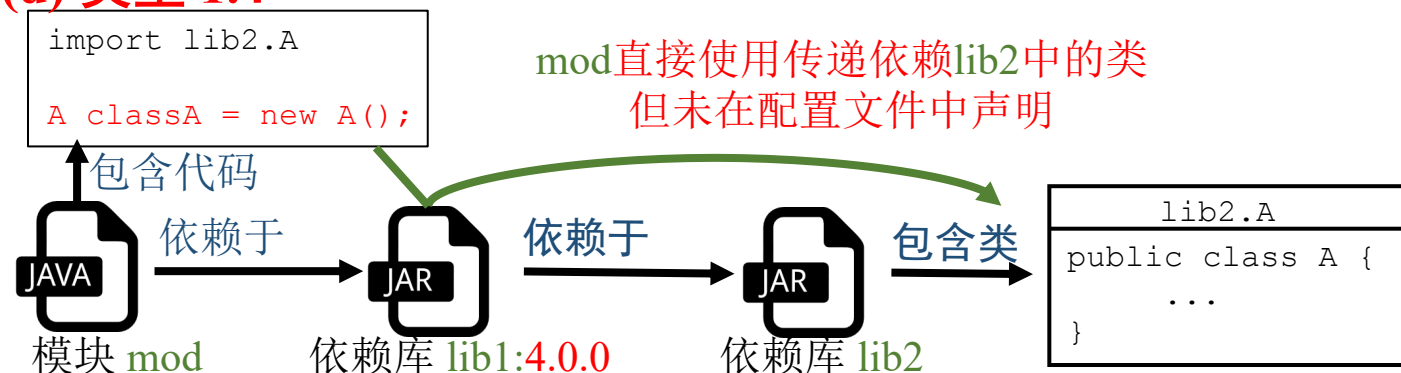 import lib2.A
A classA = new A();
mod直接使用传递依赖lib2中的类
但未在配置文件中声明
包含代码
依赖于
依赖于
包含类
JAVA
JAR
JAR
lib2.A
public class A {
...
}
模块 mod
依赖库 lib1:4.0.0
依赖库 lib2